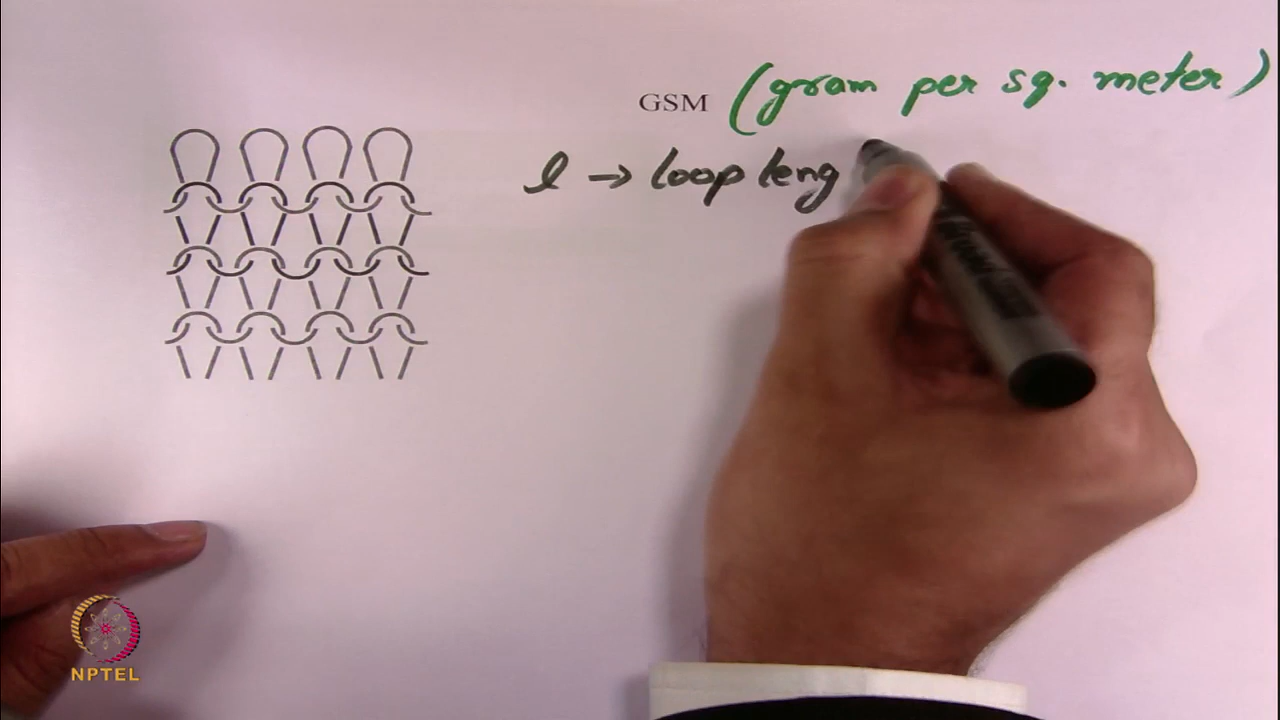 GSM (gram per sq. meter)
l → loop leng
NPTEL